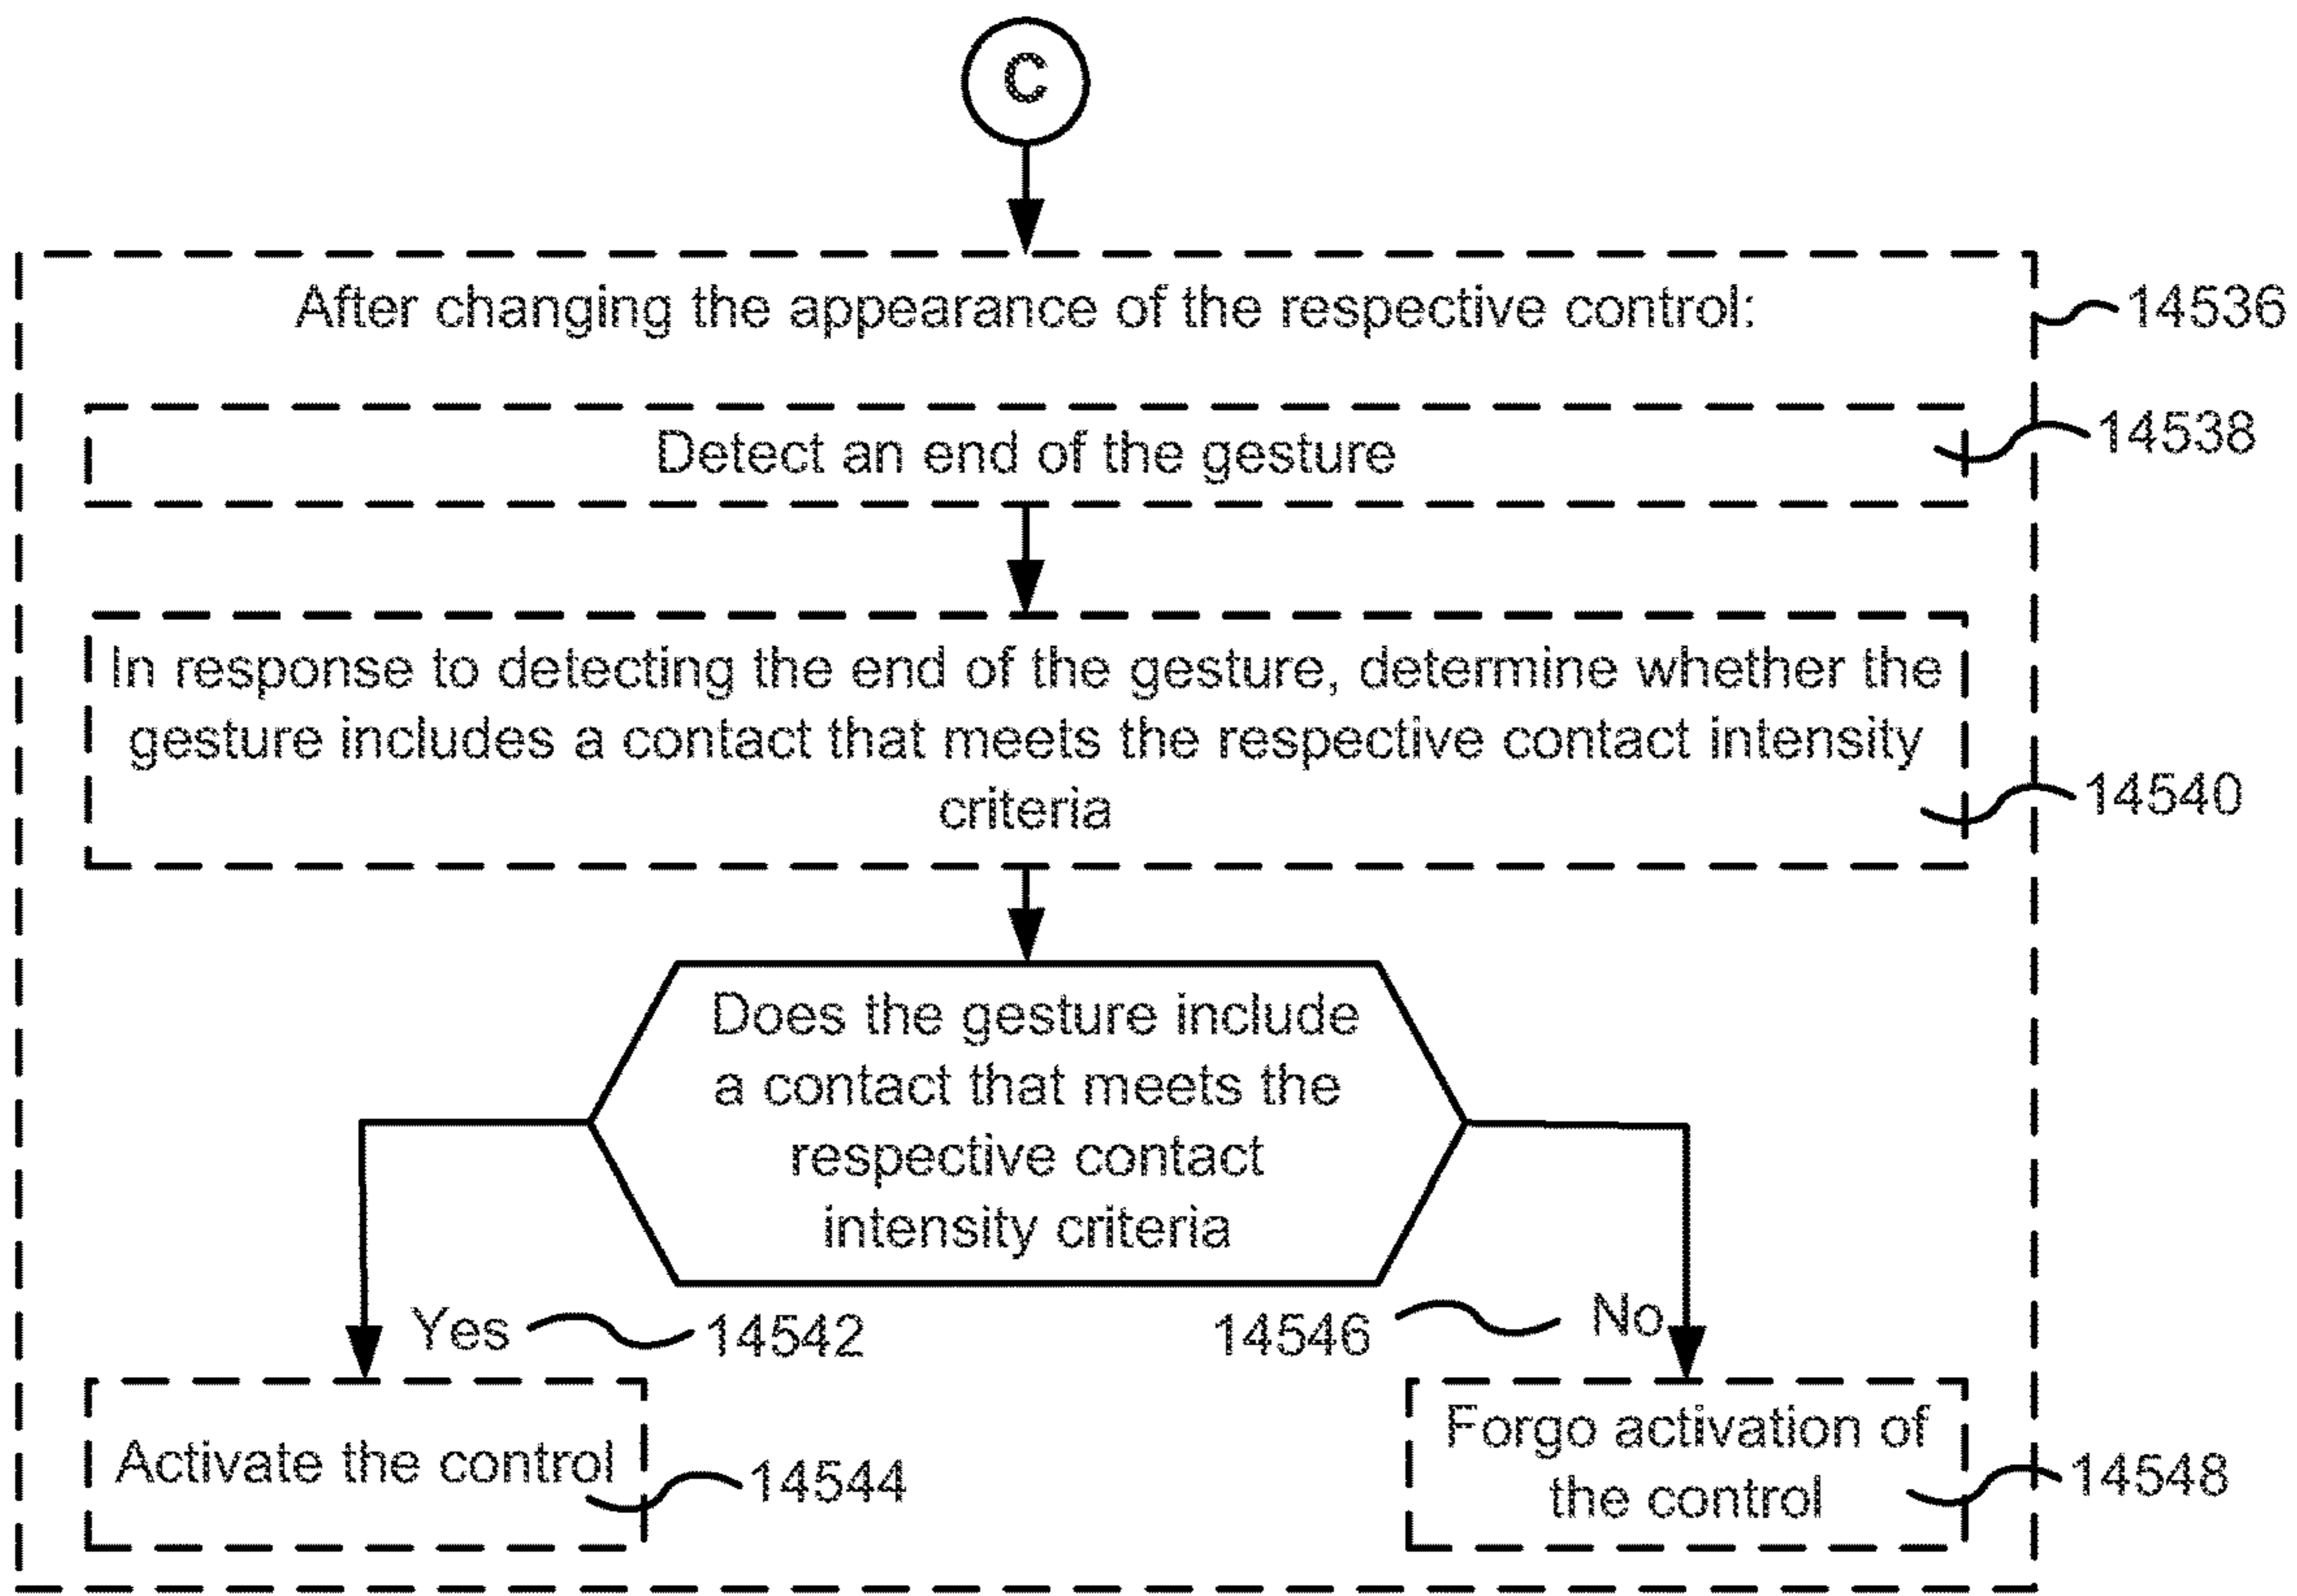 C
After changing the appearance of the respective control:
14536
Detect an end of the gesture
14538
In response to detecting the end of the gesture, determine whether the
gesture includes a contact that meets the respective contact intensity
criteria
14540
Does the gesture include
a contact that meets the
respective contact
intensity criteria
Yes
14542
14546
No
Activate the control
14544
Forgo activation of
the control
14548